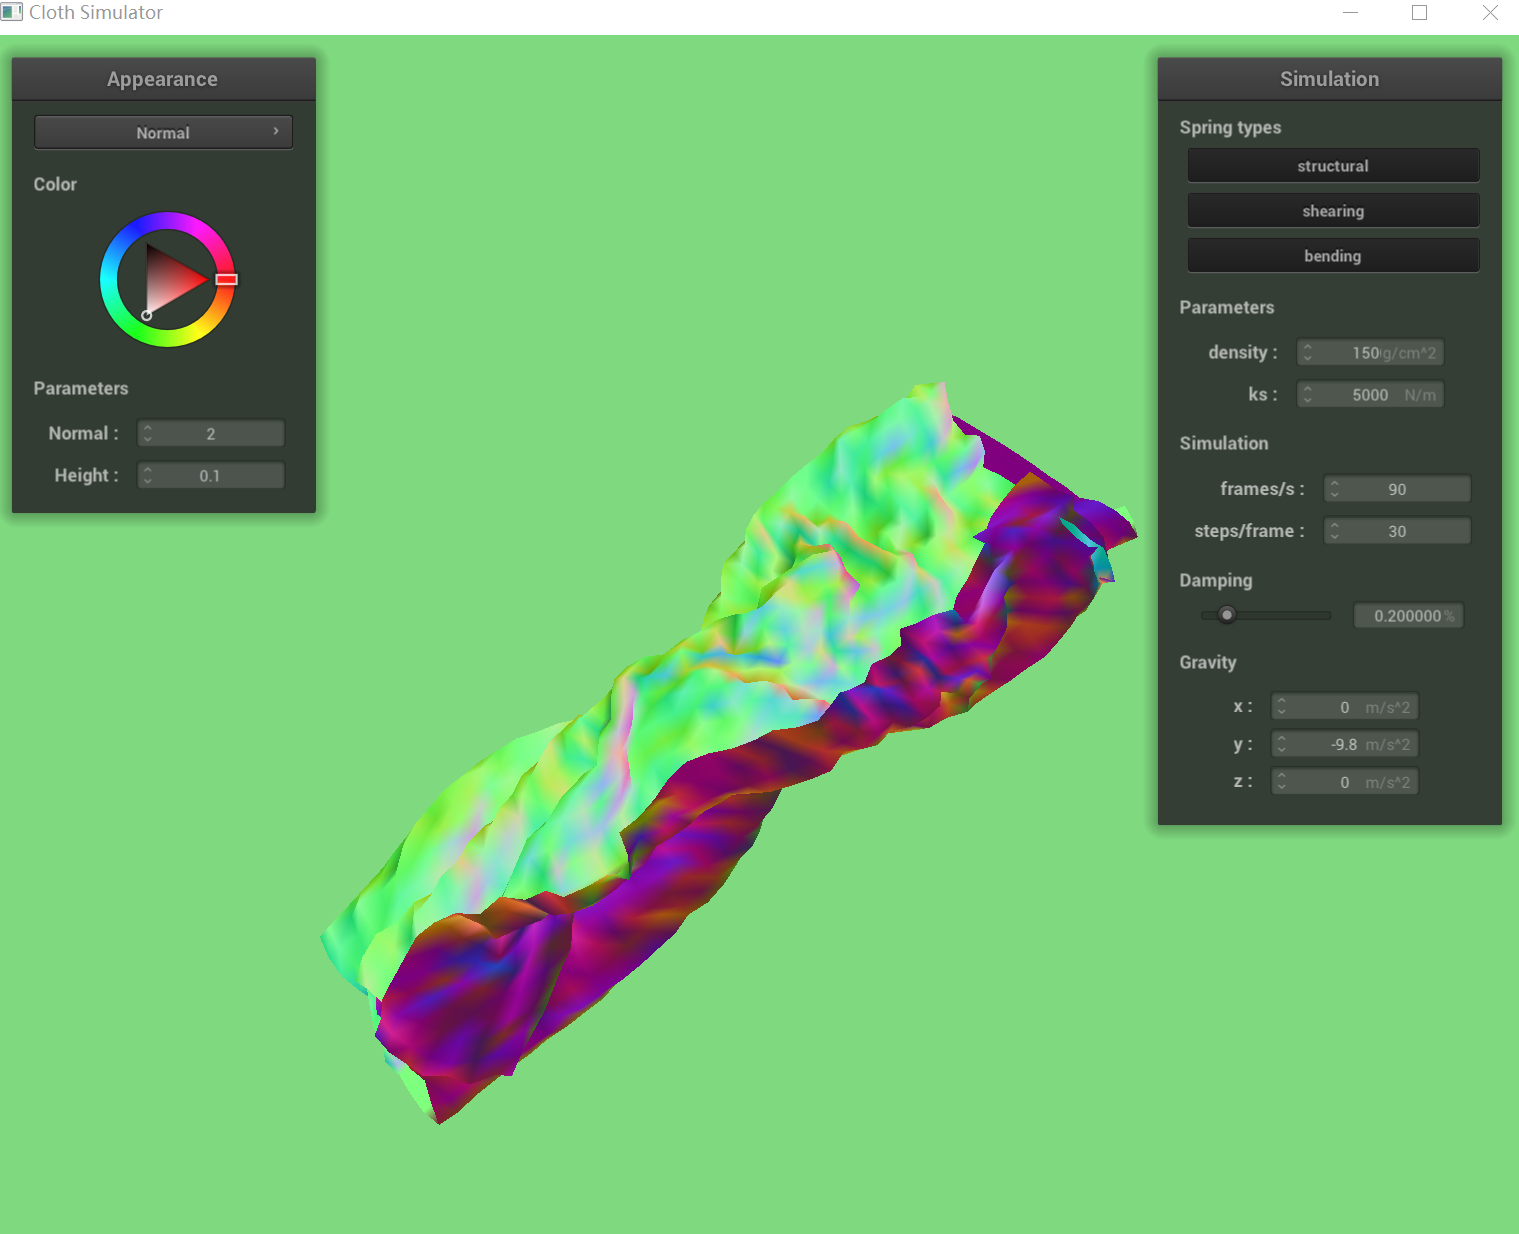 Cloth Simulator
Appearance
Normal
Color
Parameters
Normal :
2
Height :
0.1
Simulation
Spring types
structural
shearing
bending
Parameters
density :
150 g/cm^2
ks :
5000 N/m
Simulation
frames/s :
90
steps/frame :
30
Damping
0.200000 %
Gravity
x :
0 m/s^2
y :
-9.8 m/s^2
z :
0 m/s^2